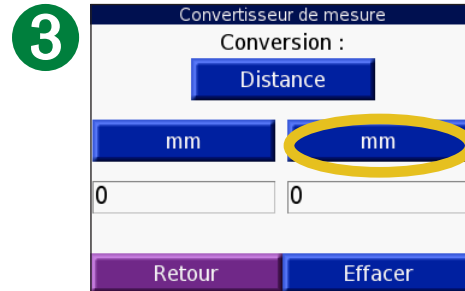 3
Convertisseur de mesure
Conversion :
Distance
mm mm
0 0
Retour Effacer